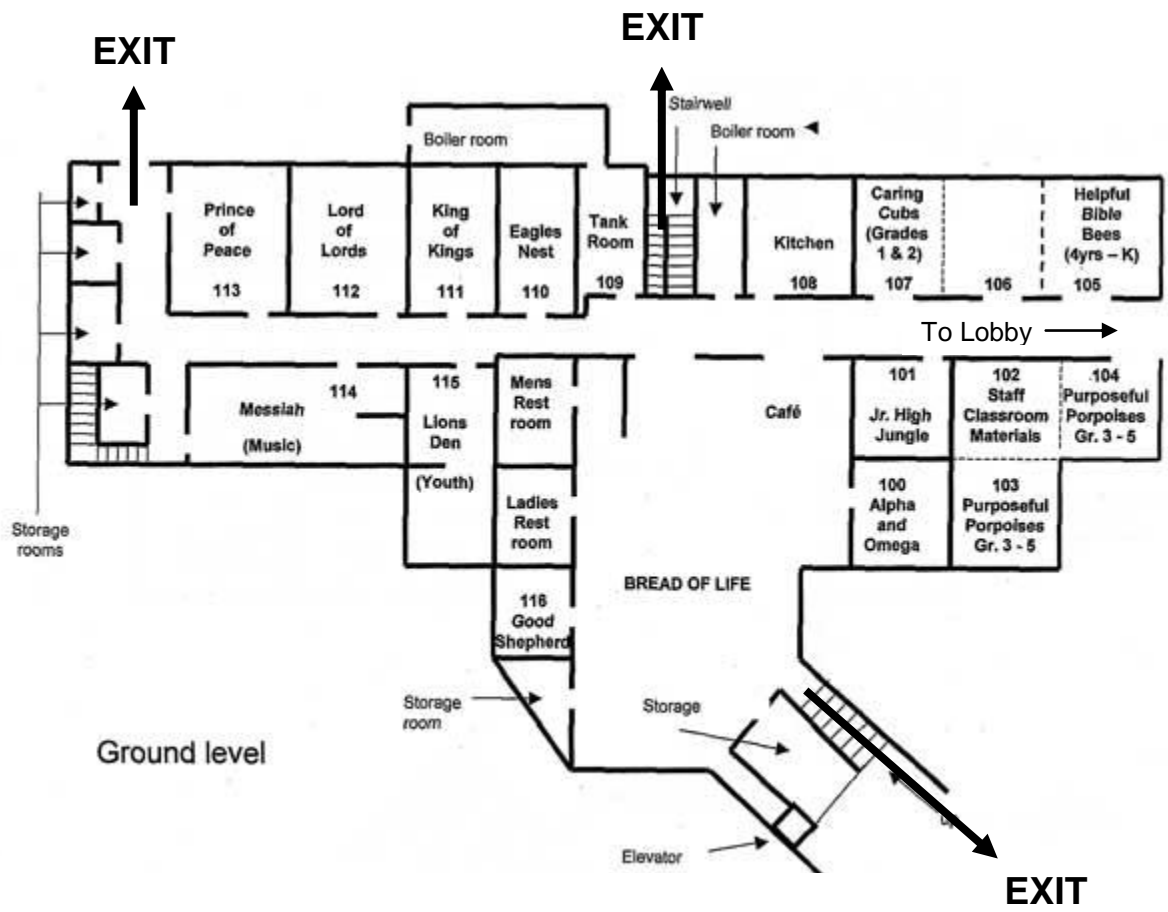 EXIT
EXIT
Stairwell
Boiler room
Boiler room
Prince
of
Peace
113
Lord
of
Lords
112
King
of
Kings
111
Eagles
Nest
110
Tank
Room
109
Kitchen
108
Caring
Cubs
(Grades
1 & 2)
107
106
Helpful
Bible
Bees
(4yrs – K)
105
To Lobby
114
Messiah
(Music)
115
Lions
Den
(Youth)
Mens
Rest
room
Ladies
Rest
room
Café
101
Jr. High
Jungle
102
Staff
Classroom
Materials
104
Purposeful
Porpoises
Gr. 3 - 5
100
Alpha
and
Omega
103
Purposeful
Porpoises
Gr. 3 - 5
Storage
rooms
BREAD OF LIFE
116
Good
Shepherd
Storage
room
Storage
Ground level
Elevator
EXIT